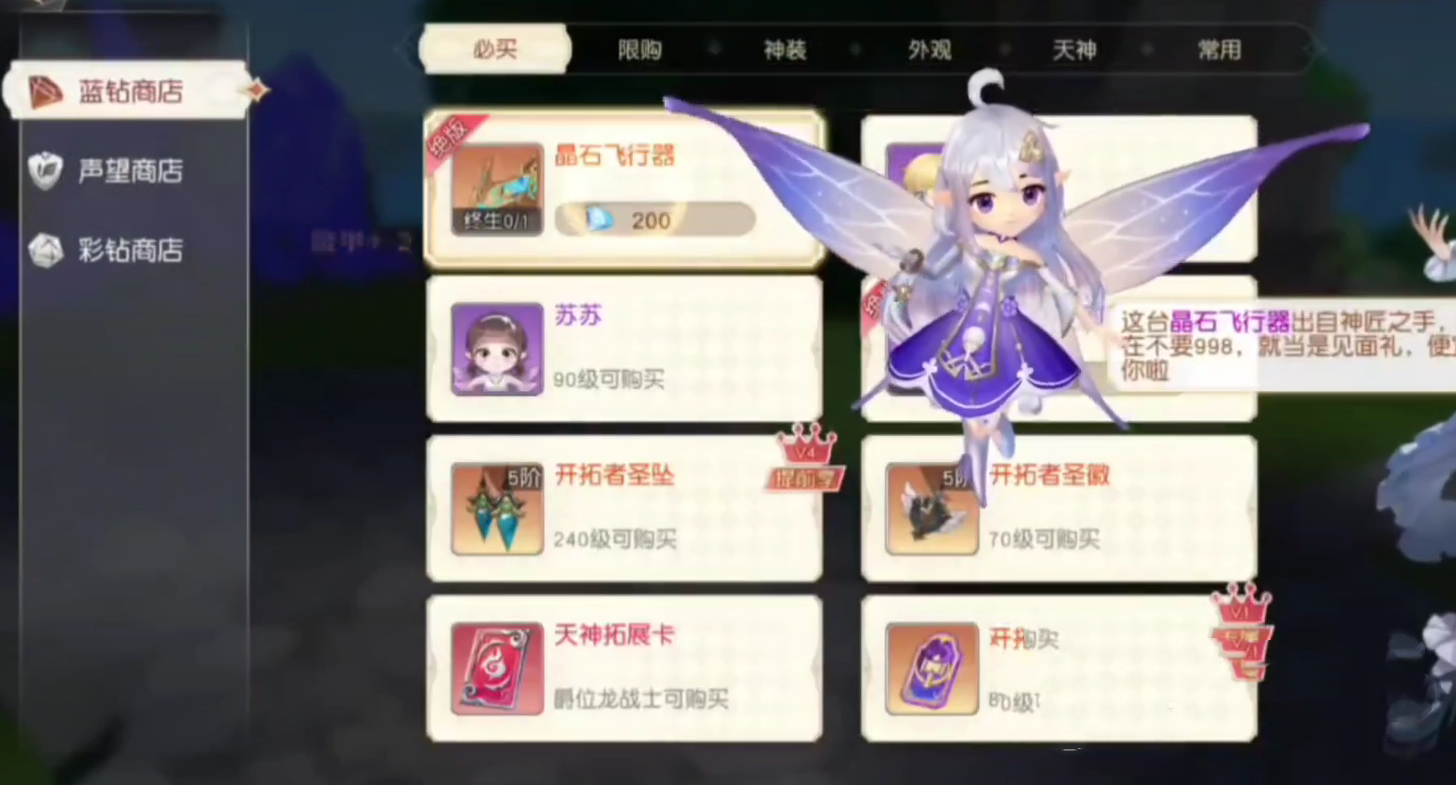 必买
限购
神装
外观
天神
常用
蓝钻商店
声望商店
彩钻商店
绝版
晶石飞行器
终生0/1
200
苏苏
90级可购买
这台晶石飞行器出自神匠之手,
在不要998，就当是见面礼，便宜
你啦
V4
提前享
5阶
开拓者圣坠
240级可购买
5阶
开拓者圣徽
70级可购买
天神拓展卡
爵位龙战士可购买
开拓
购买